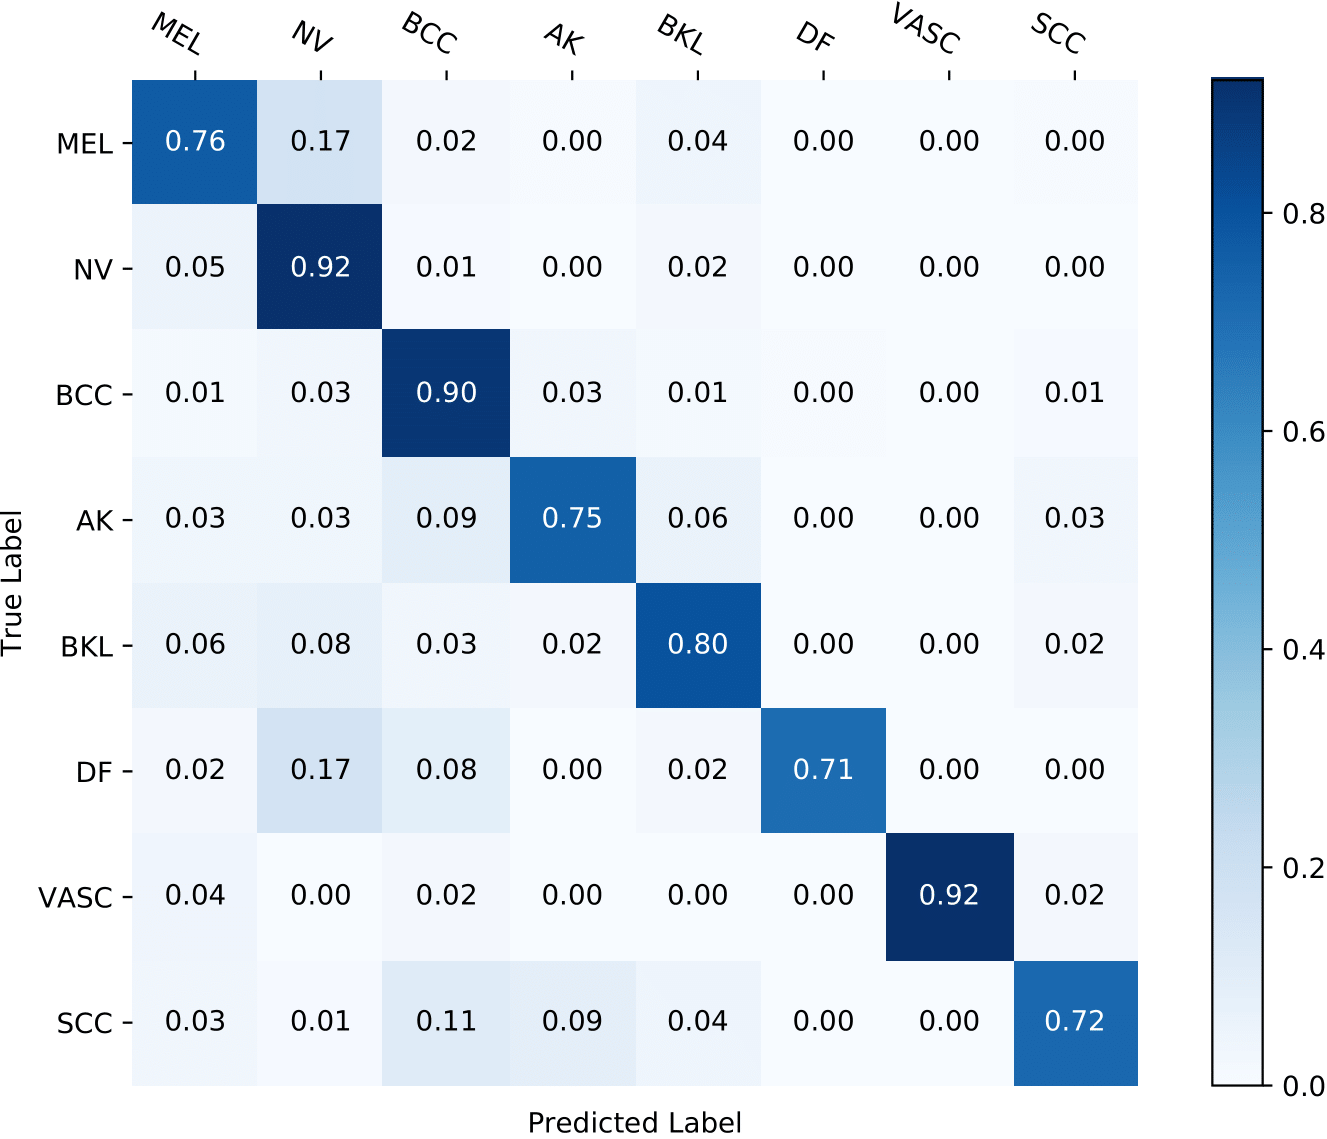 MEL NV BCC AK BKL DF VASC SCC
MEL 0.76 0.17 0.02 0.00 0.04 0.00 0.00 0.00
0.8
NV 0.05 0.92 0.01 0.00 0.02 0.00 0.00 0.00
BCC 0.01 0.03 0.90 0.03 0.01 0.00 0.00 0.01
0.6
AK 0.03 0.03 0.09 0.75 0.06 0.00 0.00 0.03
True Label
BKL 0.06 0.08 0.03 0.02 0.80 0.00 0.00 0.02
0.4
DF 0.02 0.17 0.08 0.00 0.02 0.71 0.00 0.00
0.2
VASC 0.04 0.00 0.02 0.00 0.00 0.00 0.92 0.02
SCC 0.03 0.01 0.11 0.09 0.04 0.00 0.00 0.72
0.0
Predicted Label